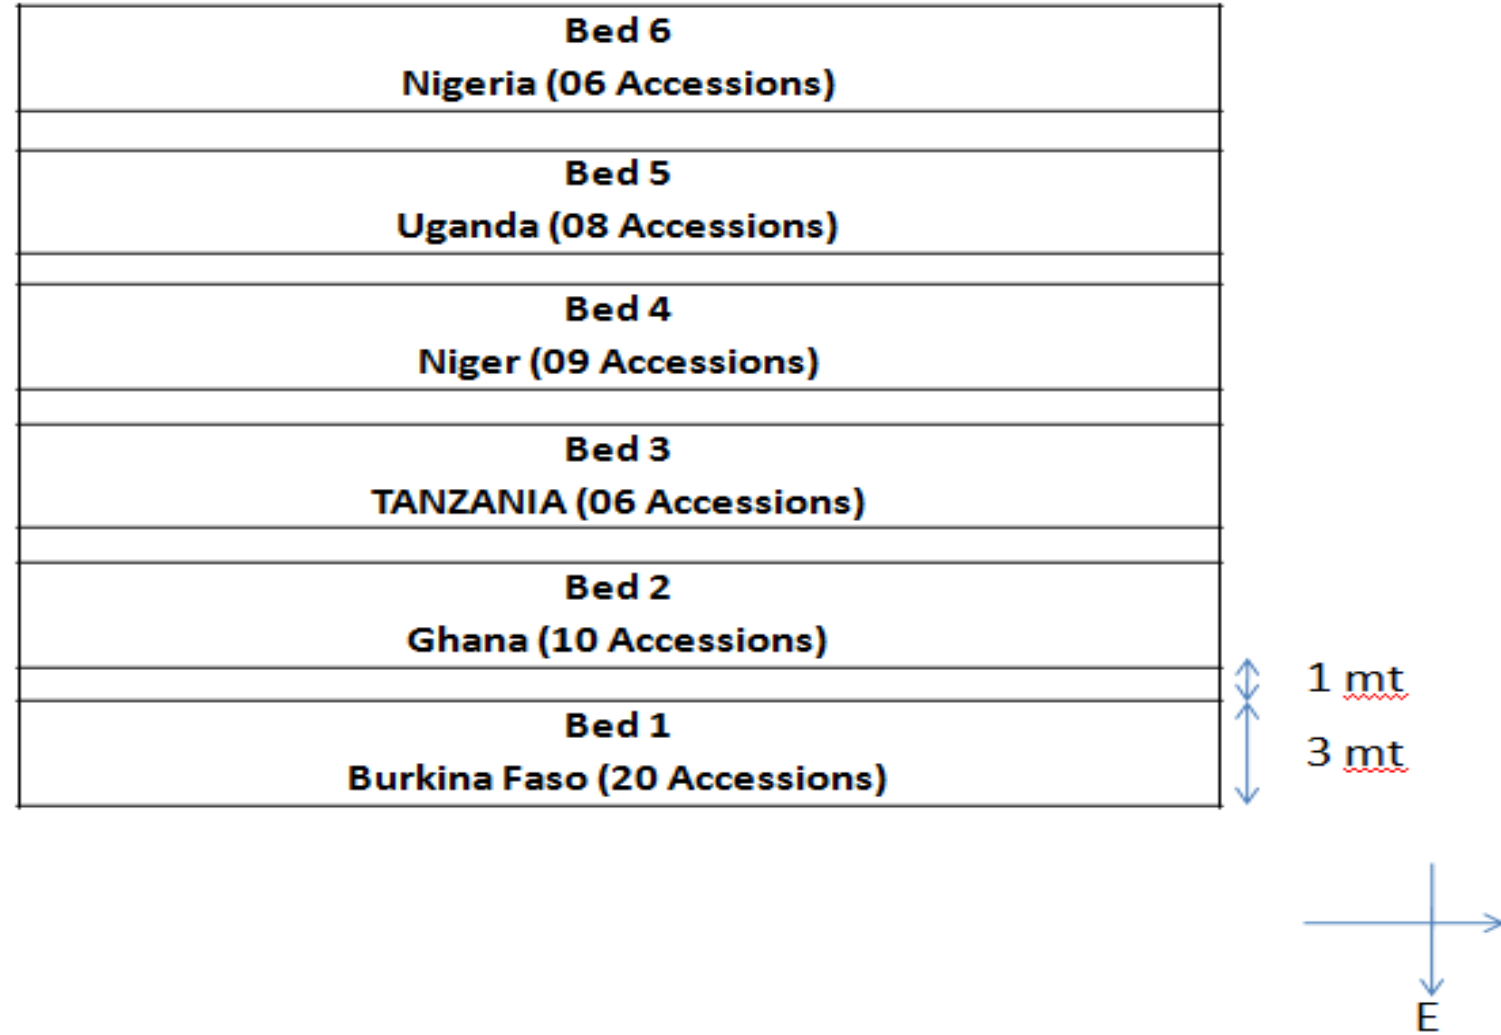 Bed 6
Nigeria (06 Accessions)
Bed 5
Uganda (08 Accessions)
Bed 4
Niger (09 Accessions)
Bed 3
TANZANIA (06 Accessions)
Bed 2
Ghana (10 Accessions)
1 mt
Bed 1
3 mt
Burkina Faso (20 Accessions)
E